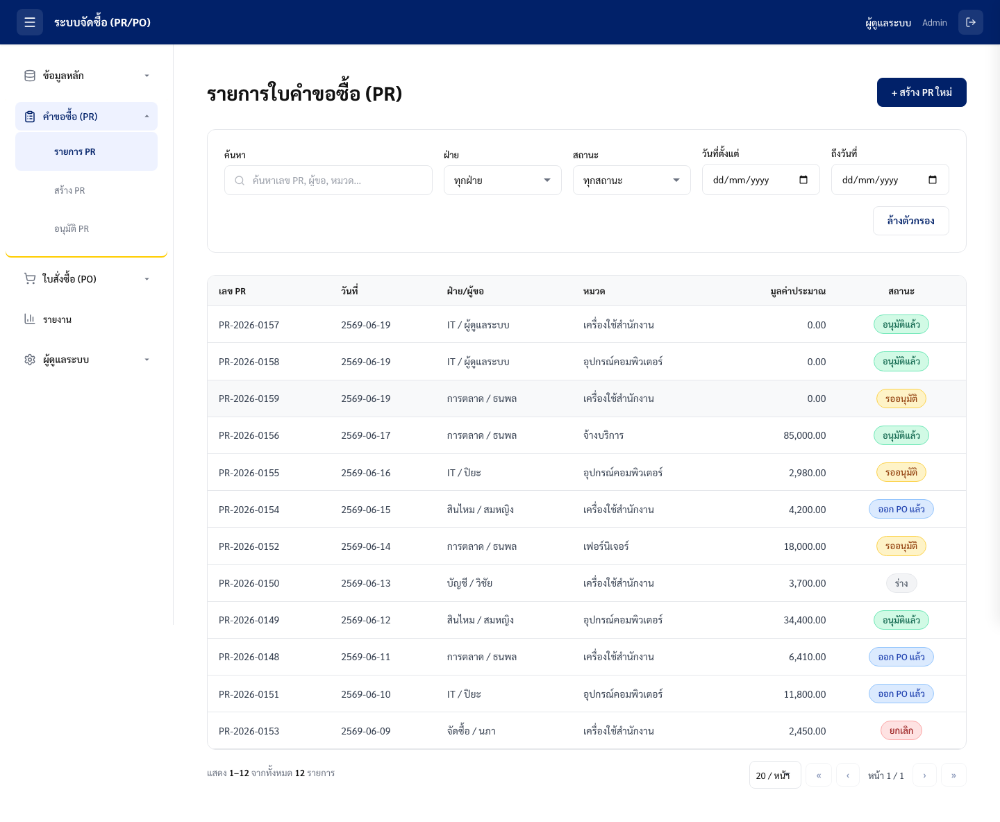 ระบบจัดซื้อ (PR/PO)
ผู้ดูแลระบบ Admin
ข้อมูลหลัก
คำขอซื้อ (PR)
รายการ PR
สร้าง PR
อนุมัติ PR
ใบสั่งซื้อ (PO)
รายงาน
ผู้ดูแลระบบ
รายการใบคำขอซื้อ (PR)
+ สร้าง PR ใหม่
ค้นหา ฝ่าย สถานะ วันที่ตั้งแต่ ถึงวันที่
ค้นหาเลข PR, ผู้ขอ, หมวด... ทุกฝ่าย ทุกสถานะ dd/mm/yyyy dd/mm/yyyy
ล้างตัวกรอง
เลข PR วันที่ ฝ่าย/ผู้ขอ หมวด มูลค่าประมาณ สถานะ
PR-2026-0157 2569-06-19 IT / ผู้ดูแลระบบ เครื่องใช้สำนักงาน 0.00 อนุมัติแล้ว
PR-2026-0158 2569-06-19 IT / ผู้ดูแลระบบ อุปกรณ์คอมพิวเตอร์ 0.00 อนุมัติแล้ว
PR-2026-0159 2569-06-19 การตลาด / ธนพล เครื่องใช้สำนักงาน 0.00 รออนุมัติ
PR-2026-0156 2569-06-17 การตลาด / ธนพล จ้างบริการ 85,000.00 อนุมัติแล้ว
PR-2026-0155 2569-06-16 IT / ปิยะ อุปกรณ์คอมพิวเตอร์ 2,980.00 รออนุมัติ
PR-2026-0154 2569-06-15 สินไหม / สมหญิง เครื่องใช้สำนักงาน 4,200.00 ออก PO แล้ว
PR-2026-0152 2569-06-14 การตลาด / ธนพล เฟอร์นิเจอร์ 18,000.00 รออนุมัติ
PR-2026-0150 2569-06-13 บัญชี / วิชัย เครื่องใช้สำนักงาน 3,700.00 ร่าง
PR-2026-0149 2569-06-12 สินไหม / สมหญิง อุปกรณ์คอมพิวเตอร์ 34,400.00 อนุมัติแล้ว
PR-2026-0148 2569-06-11 การตลาด / ธนพล เครื่องใช้สำนักงาน 6,410.00 ออก PO แล้ว
PR-2026-0151 2569-06-10 IT / ปิยะ อุปกรณ์คอมพิวเตอร์ 11,800.00 ออก PO แล้ว
PR-2026-0153 2569-06-09 จัดซื้อ / นภา เครื่องใช้สำนักงาน 2,450.00 ยกเลิก
แสดง 1–12 จากทั้งหมด 12 รายการ
20 / หน้า « ‹ หน้า 1 / 1 › »